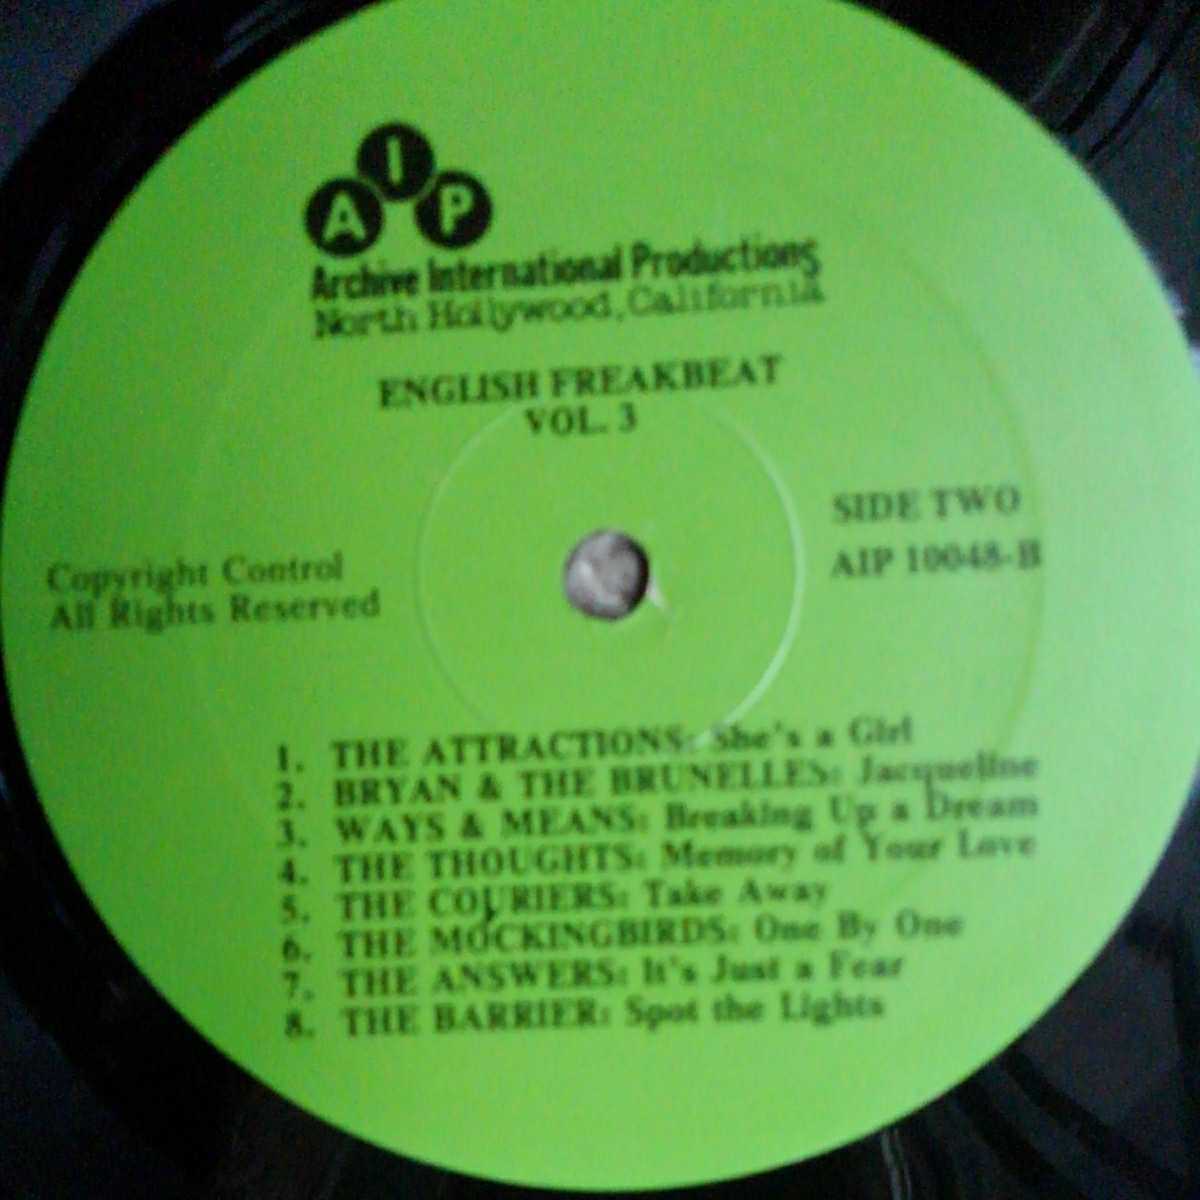 AIP
Archive International Productions
North Hollywood, California
ENGLISH FREAKBEAT
VOL. 3
SIDE TWO
AIP 10048-B
Copyright Control
All Rights Reserved
1. THE ATTRACTIONS: She's a Girl
2. BRYAN & THE BRUNELLES: Jacqueline
3. WAYS & MEANS: Breaking Up a Dream
4. THE THOUGHTS: Memory of Your Love
5. THE COURIERS: Take Away
6. THE MOCKINGBIRDS: One By One
7. THE ANSWERS: It's Just a Fear
8. THE BARRIER: Spot the Lights